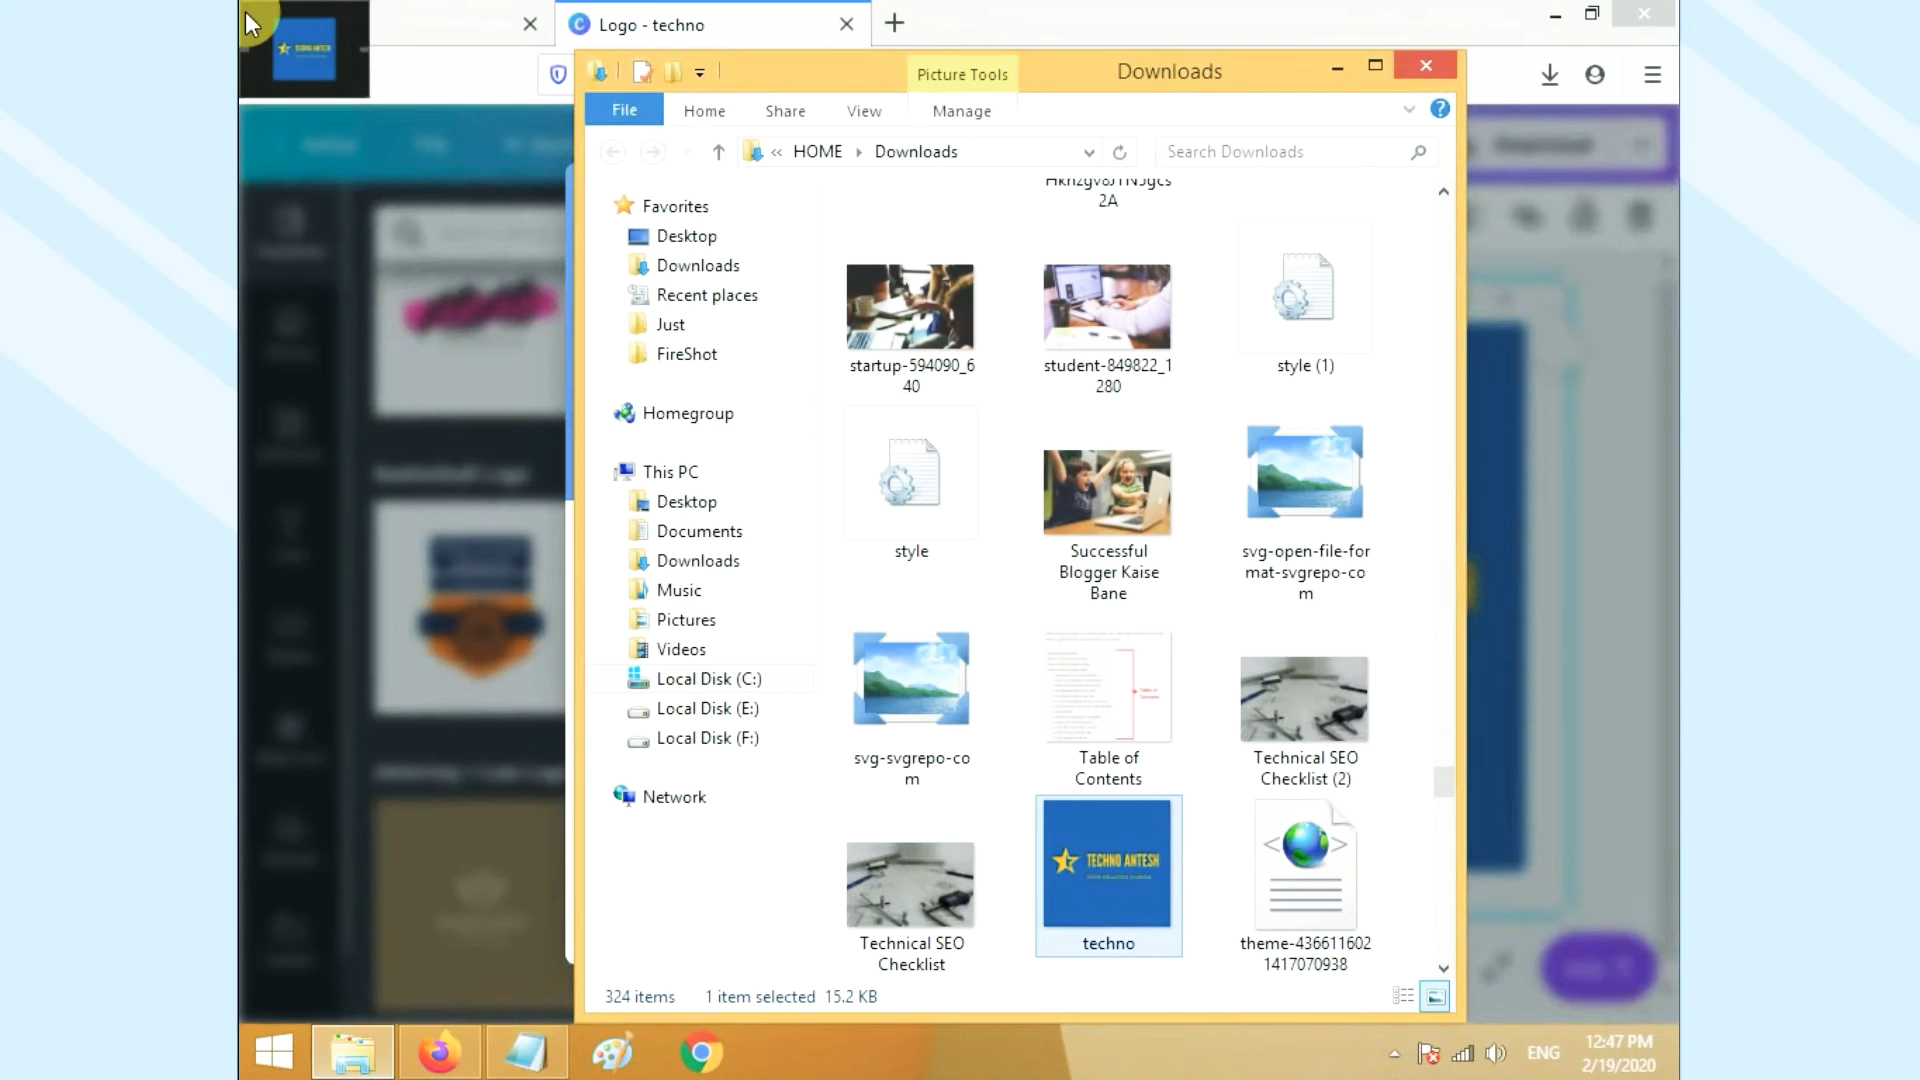 Logo - techno
Picture Tools
Downloads
File
Home
Share
View
Manage
HOME
Downloads
Search Downloads
2A
Favorites
Desktop
Downloads
Recent places
Just
FireShot
Homegroup
This PC
Desktop
Documents
Downloads
Music
Pictures
Videos
Local Disk (C:)
Local Disk (E:)
Local Disk (F:)
Network
startup-594090_6
40
student-849822_1
280
style (1)
style
Successful
Blogger Kaise
Bane
svg-open-file-for
mat-svgrepo-co
m
svg-svgrepo-co
m
Table of
Contents
Technical SEO
Checklist (2)
Technical SEO
Checklist
TECHNO ANTESH
techno
theme-436611602
1417070938
324 items
1 item selected 15.2 KB
ENG
12:47 PM
2/19/2020